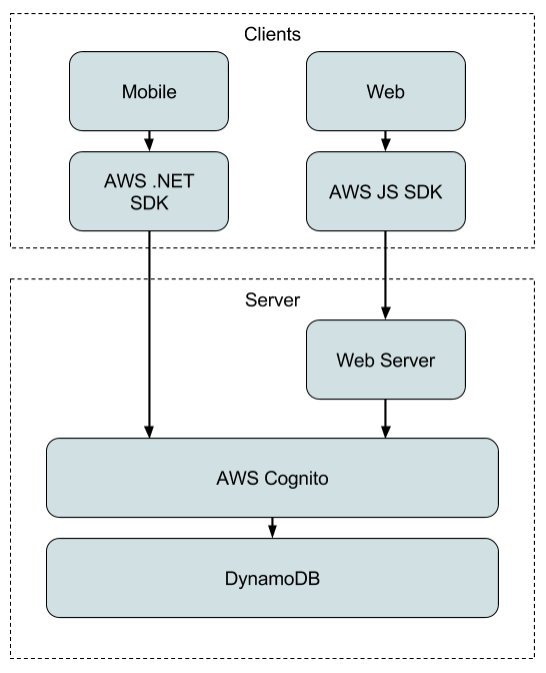 Clients
Mobile
Web
AWS .NET
SDK
AWS JS SDK
Server
Web Server
AWS Cognito
DynamoDB